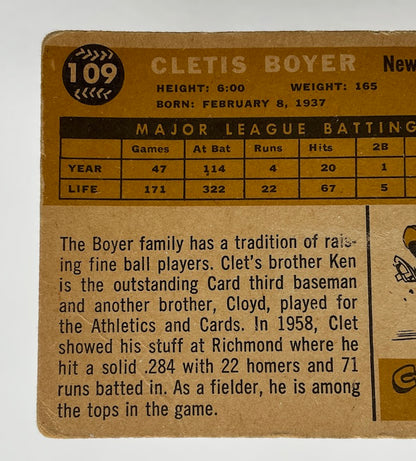 109
CLETIS BOYER New
HEIGHT: 6:00 WEIGHT: 165
BORN: FEBRUARY 8, 1937
MAJOR LEAGUE BATTING
Games At Bat Runs Hits 2B
YEAR 47 114 4 20 1
LIFE 171 322 22 67 5
The Boyer family has a tradition of rais-
ing fine ball players. Clet's brother Ken
is the outstanding Card third baseman
and another brother, Cloyd, played for
the Athletics and Cards. In 1958, Clet
showed his stuff at Richmond where he
hit a solid .284 with 22 homers and 71
runs batted in. As a fielder, he is among
the tops in the game.